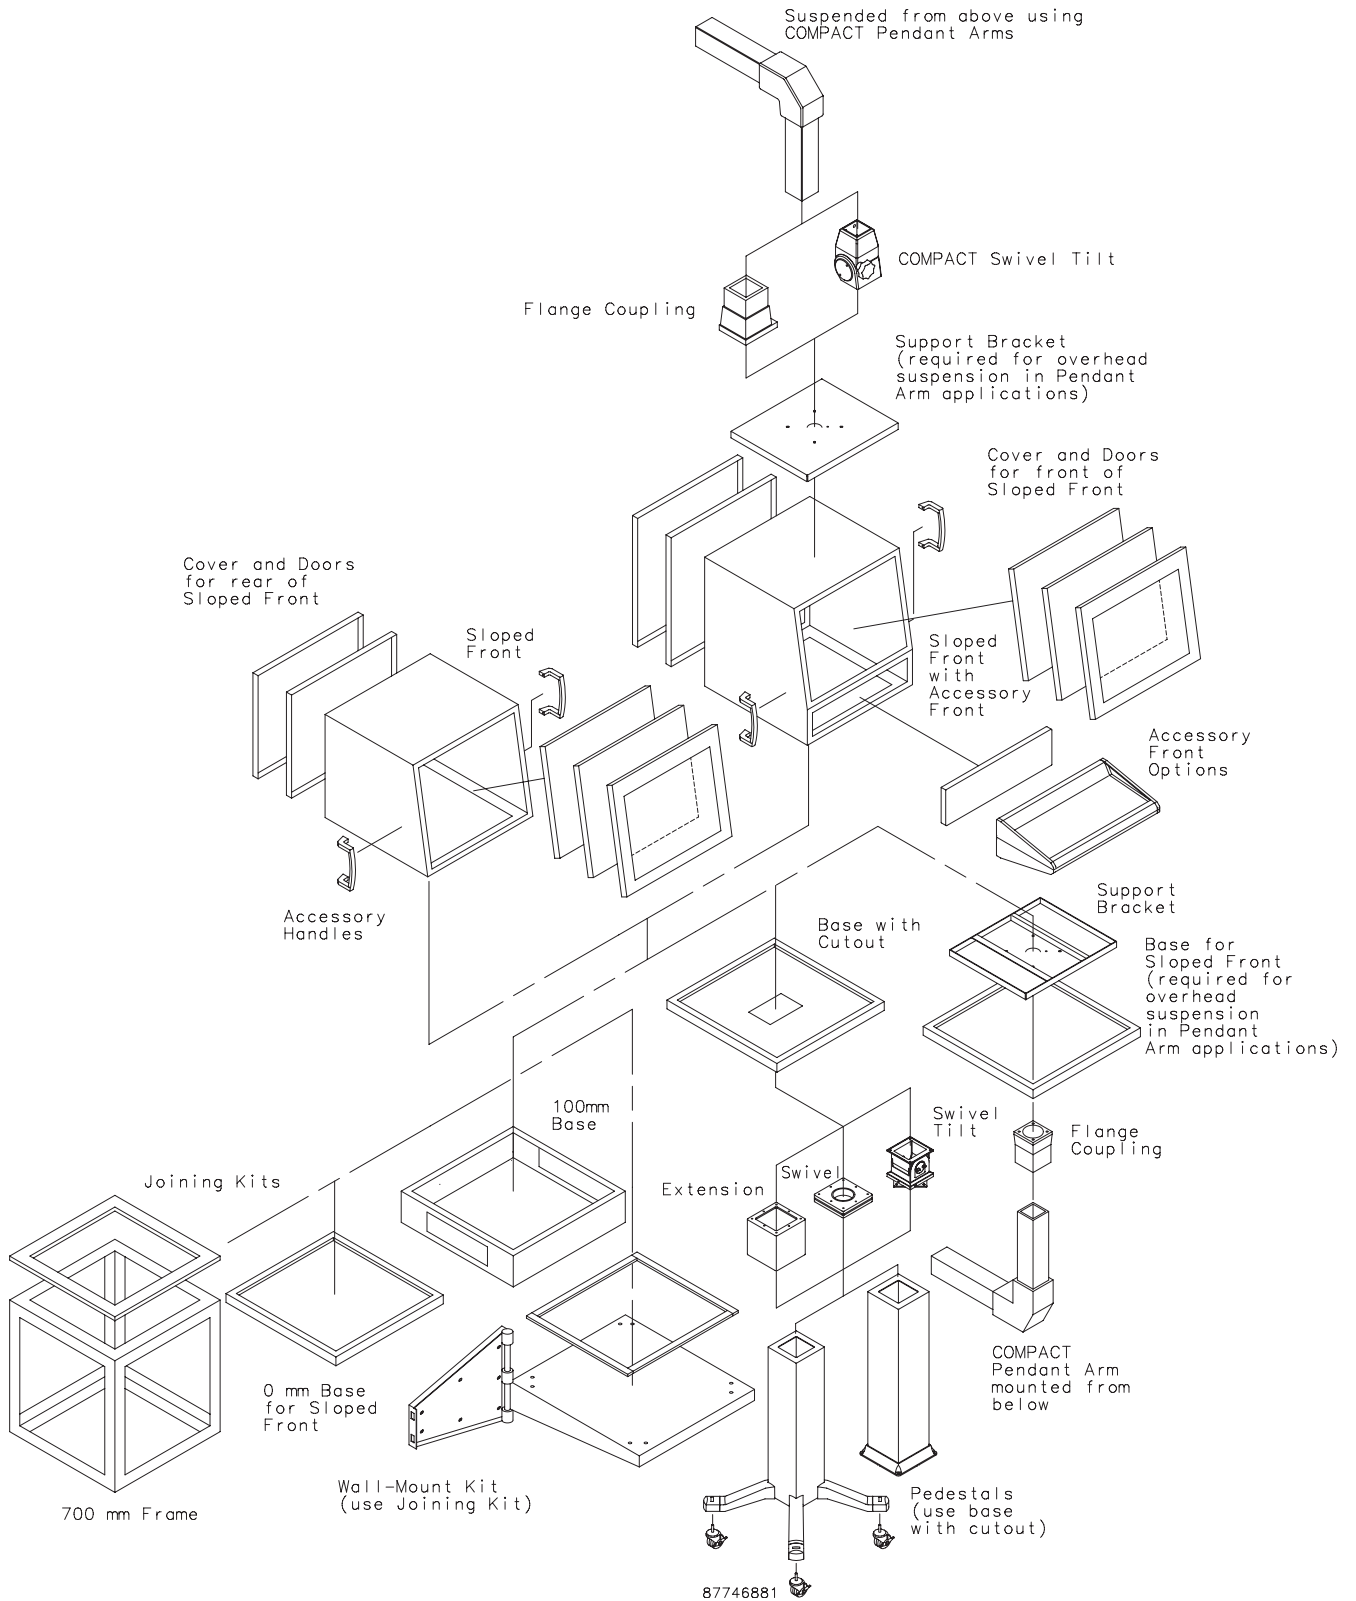 Suspended from above using
COMPACT Pendant Arms
COMPACT Swivel Tilt
Flange Coupling
Support Bracket
(required for overhead
suspension in Pendant
Arm applications)
Cover and Doors
for front of
Sloped Front
Cover and Doors
for rear of
Sloped Front
Sloped
Front
Sloped
Front
with
Accessory
Front
Accessory
Front
Options
Accessory
Handles
Support
Bracket
Base with
Cutout
Base for
Sloped Front
(required for
overhead
suspension
in Pendant
Arm applications)
100mm
Base
Swivel
Tilt
Flange
Coupling
Joining Kits
Extension
Swivel
0 mm Base
for Sloped
Front
COMPACT
Pendant Arm
mounted from
below
Wall-Mount Kit
(use Joining Kit)
700 mm Frame
Pedestals
(use base
with cutout)
87746881